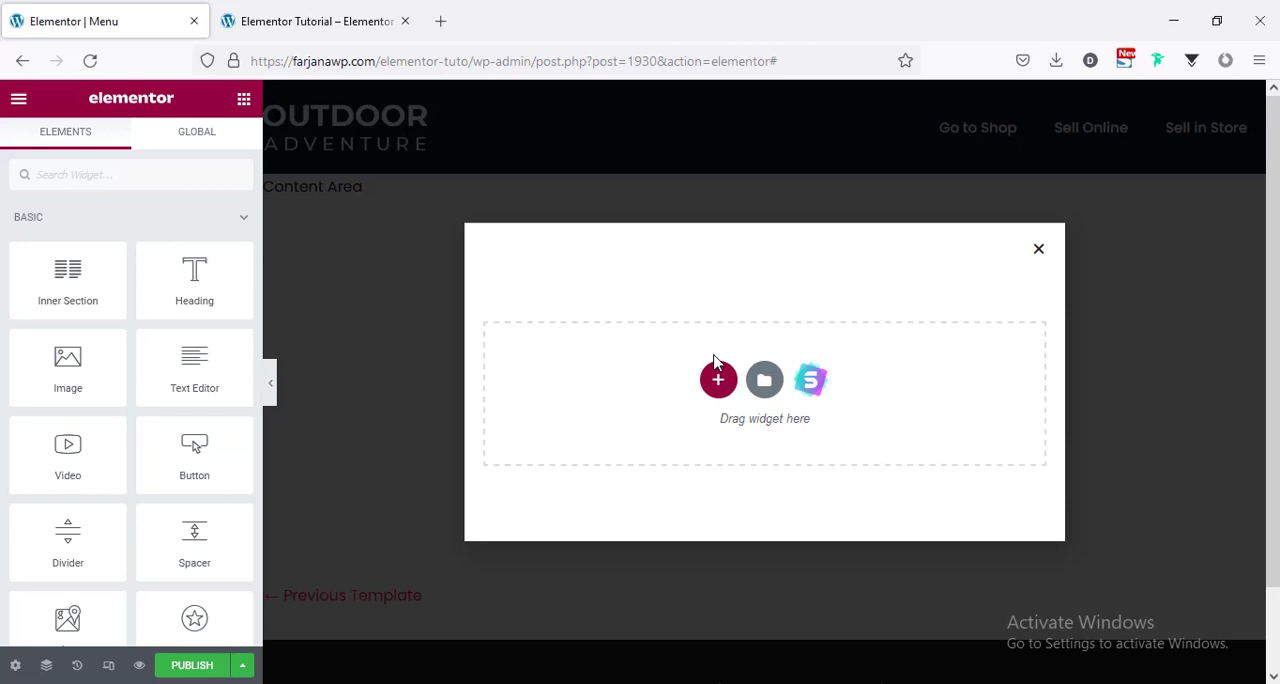 Elementor | Menu
Elementor Tutorial – Elementor
https://farjanawp.com/elementor-tuto/wp-admin/post.php?post=1930&action=elementor#
D
New
elementor
OUTDOOR
ADVENTURE
Go to Shop
Sell Online
Sell in Store
ELEMENTS
GLOBAL
Search Widget...
Content Area
BASIC
Inner Section
Heading
Image
Text Editor
Drag widget here
Video
Button
Divider
Spacer
← Previous Template
Activate Windows
Go to Settings to activate Windows.
PUBLISH